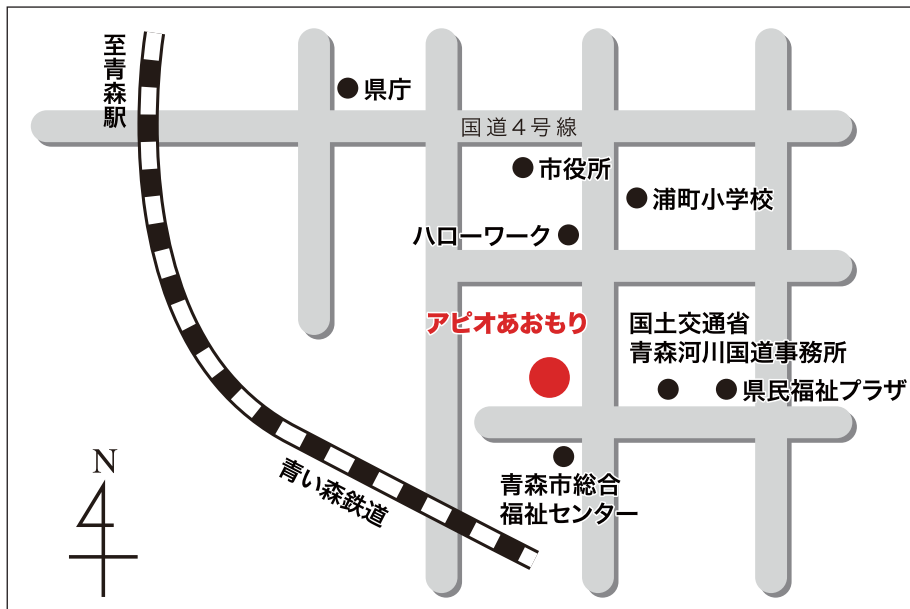 至青森駅
県庁
国道4号線
市役所
浦町小学校
ハローワーク
アピオあおもり
国土交通省
青森河川国道事務所
県民福祉プラザ
青い森鉄道
青森市総合
福祉センター
N